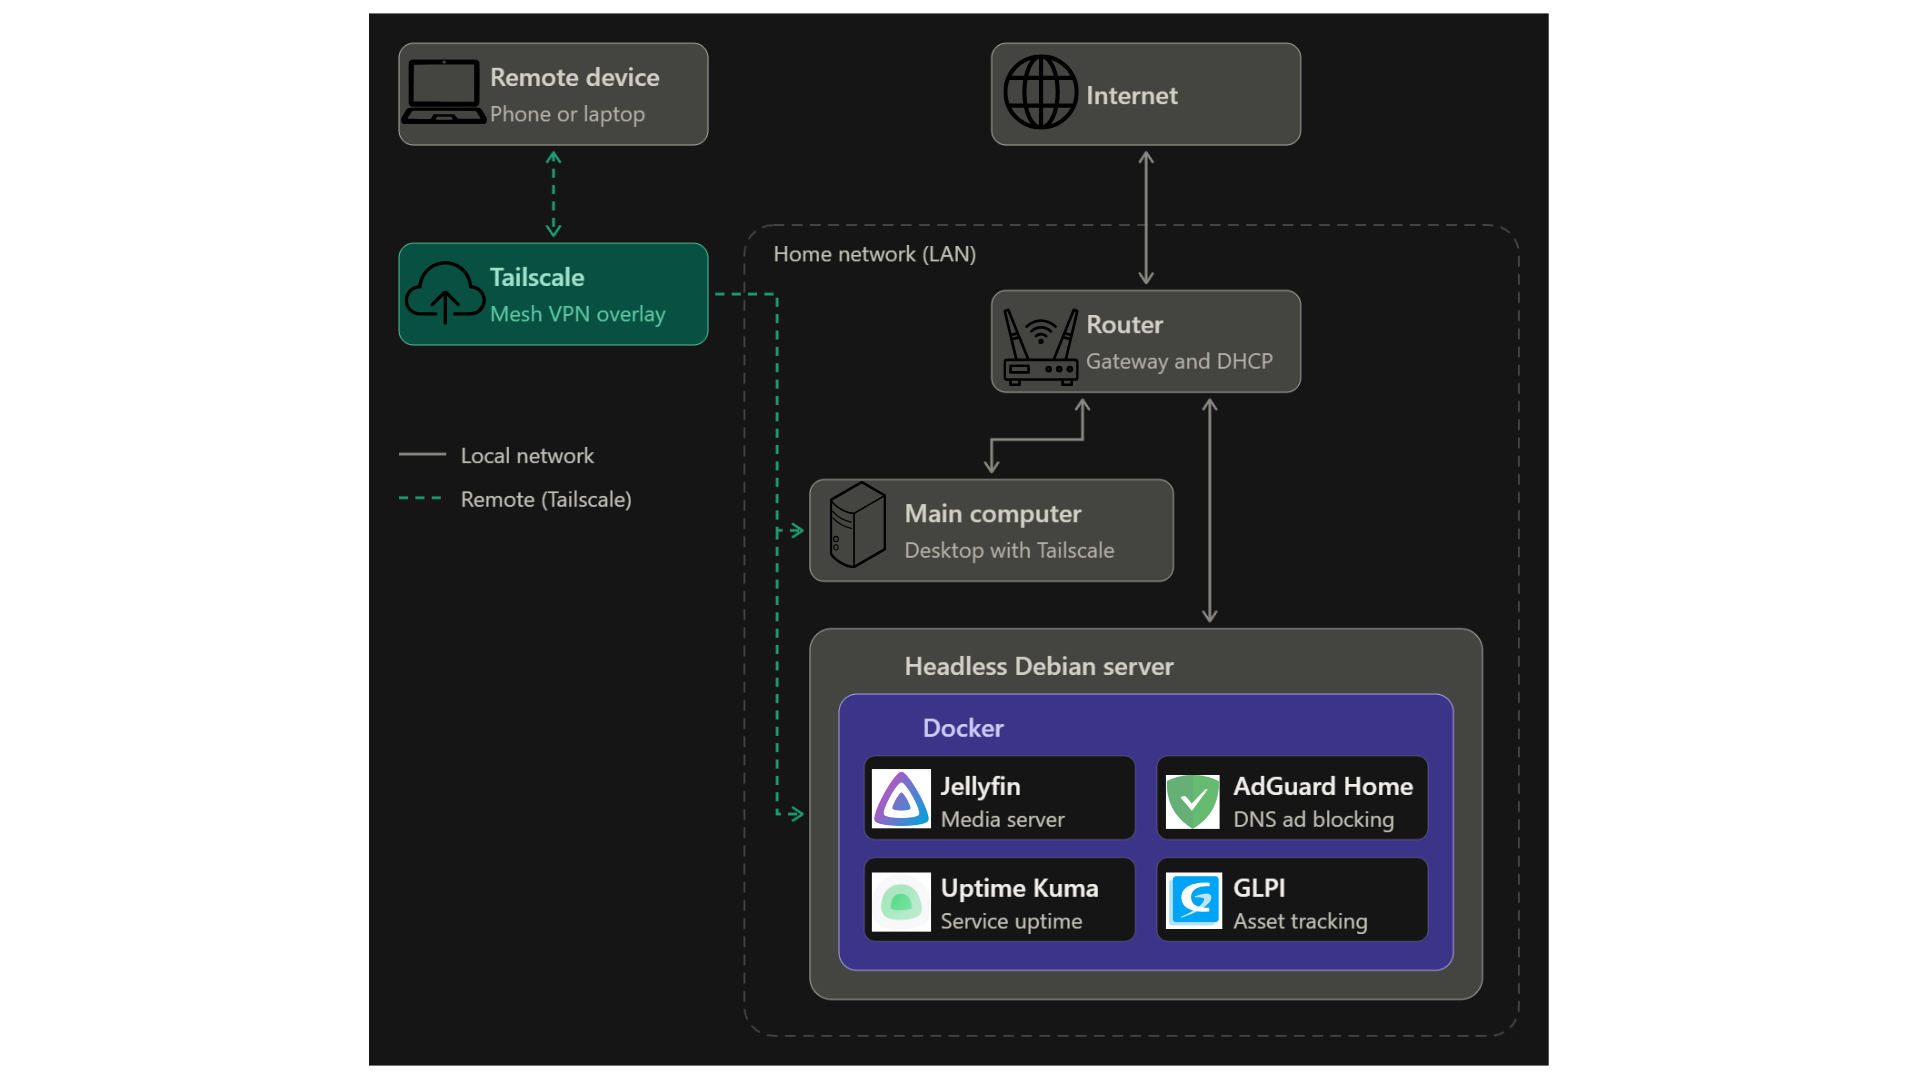 Remote device
Phone or laptop
Internet
Tailscale
Mesh VPN overlay
Home network (LAN)
Router
Gateway and DHCP
Local network
Remote (Tailscale)
Main computer
Desktop with Tailscale
Headless Debian server
Docker
Jellyfin
Media server
AdGuard Home
DNS ad blocking
Uptime Kuma
Service uptime
GLPI
Asset tracking